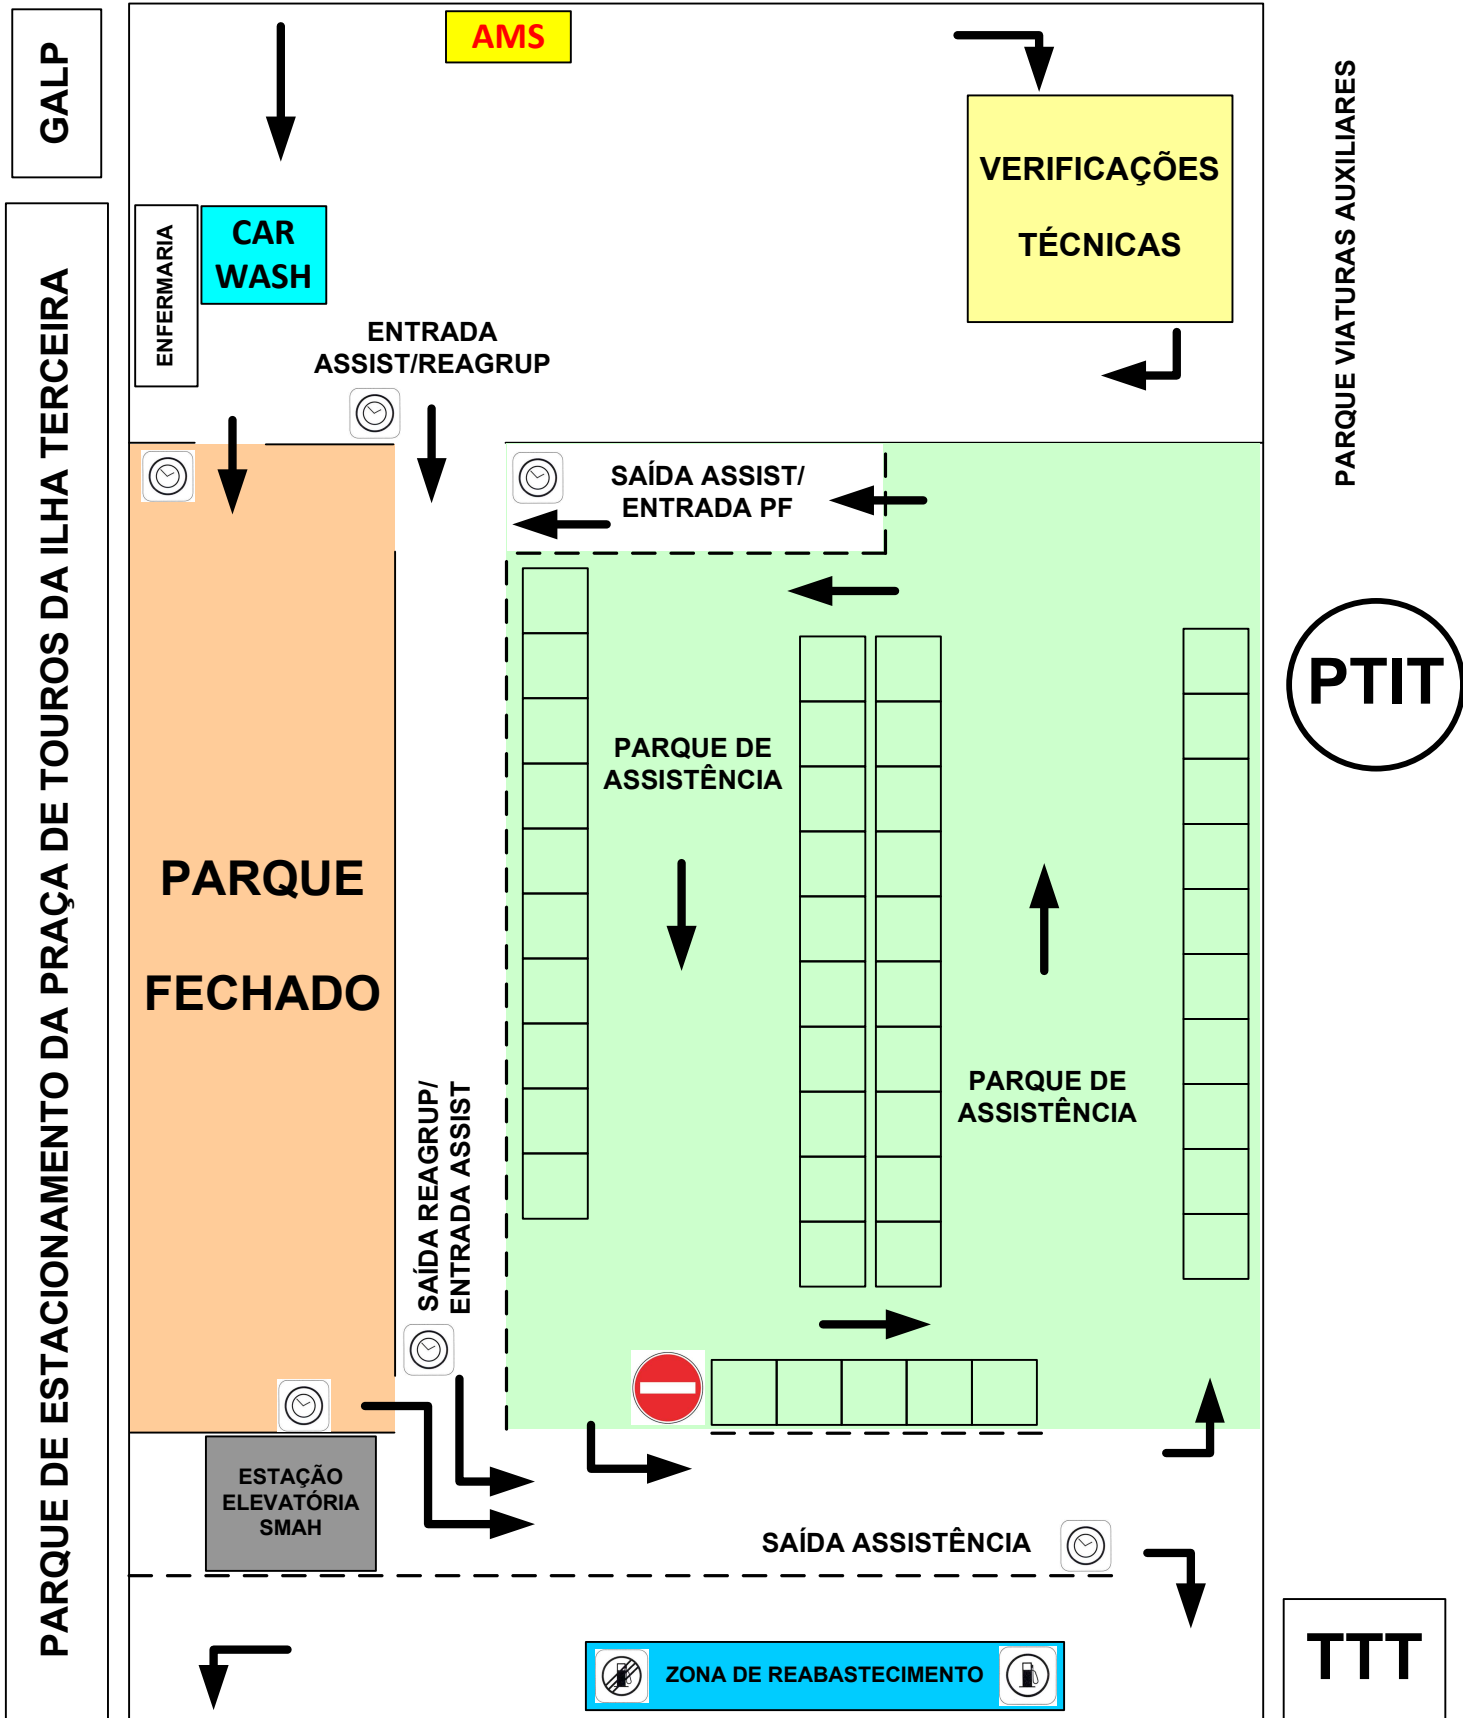 GALP
AMS
VERIFICAÇÕES
TÉCNICAS
PARQUE VIATURAS AUXILIARES
PARQUE DE ESTACIONAMENTO DA PRAÇA DE TOUROS DA ILHA TERCEIRA
ENFERMARIA
CAR
WASH
ENTRADA
ASSIST/REAGRUP
SAÍDA ASSIST/
ENTRADA PF
PTIT
PARQUE DE
ASSISTÊNCIA
PARQUE
FECHADO
PARQUE DE
ASSISTÊNCIA
SAÍDA REAGRUP/
ENTRADA ASSIST
ESTAÇÃO
ELEVATÓRIA
SMAH
SAÍDA ASSISTÊNCIA
ZONA DE REABASTECIMENTO
TTT